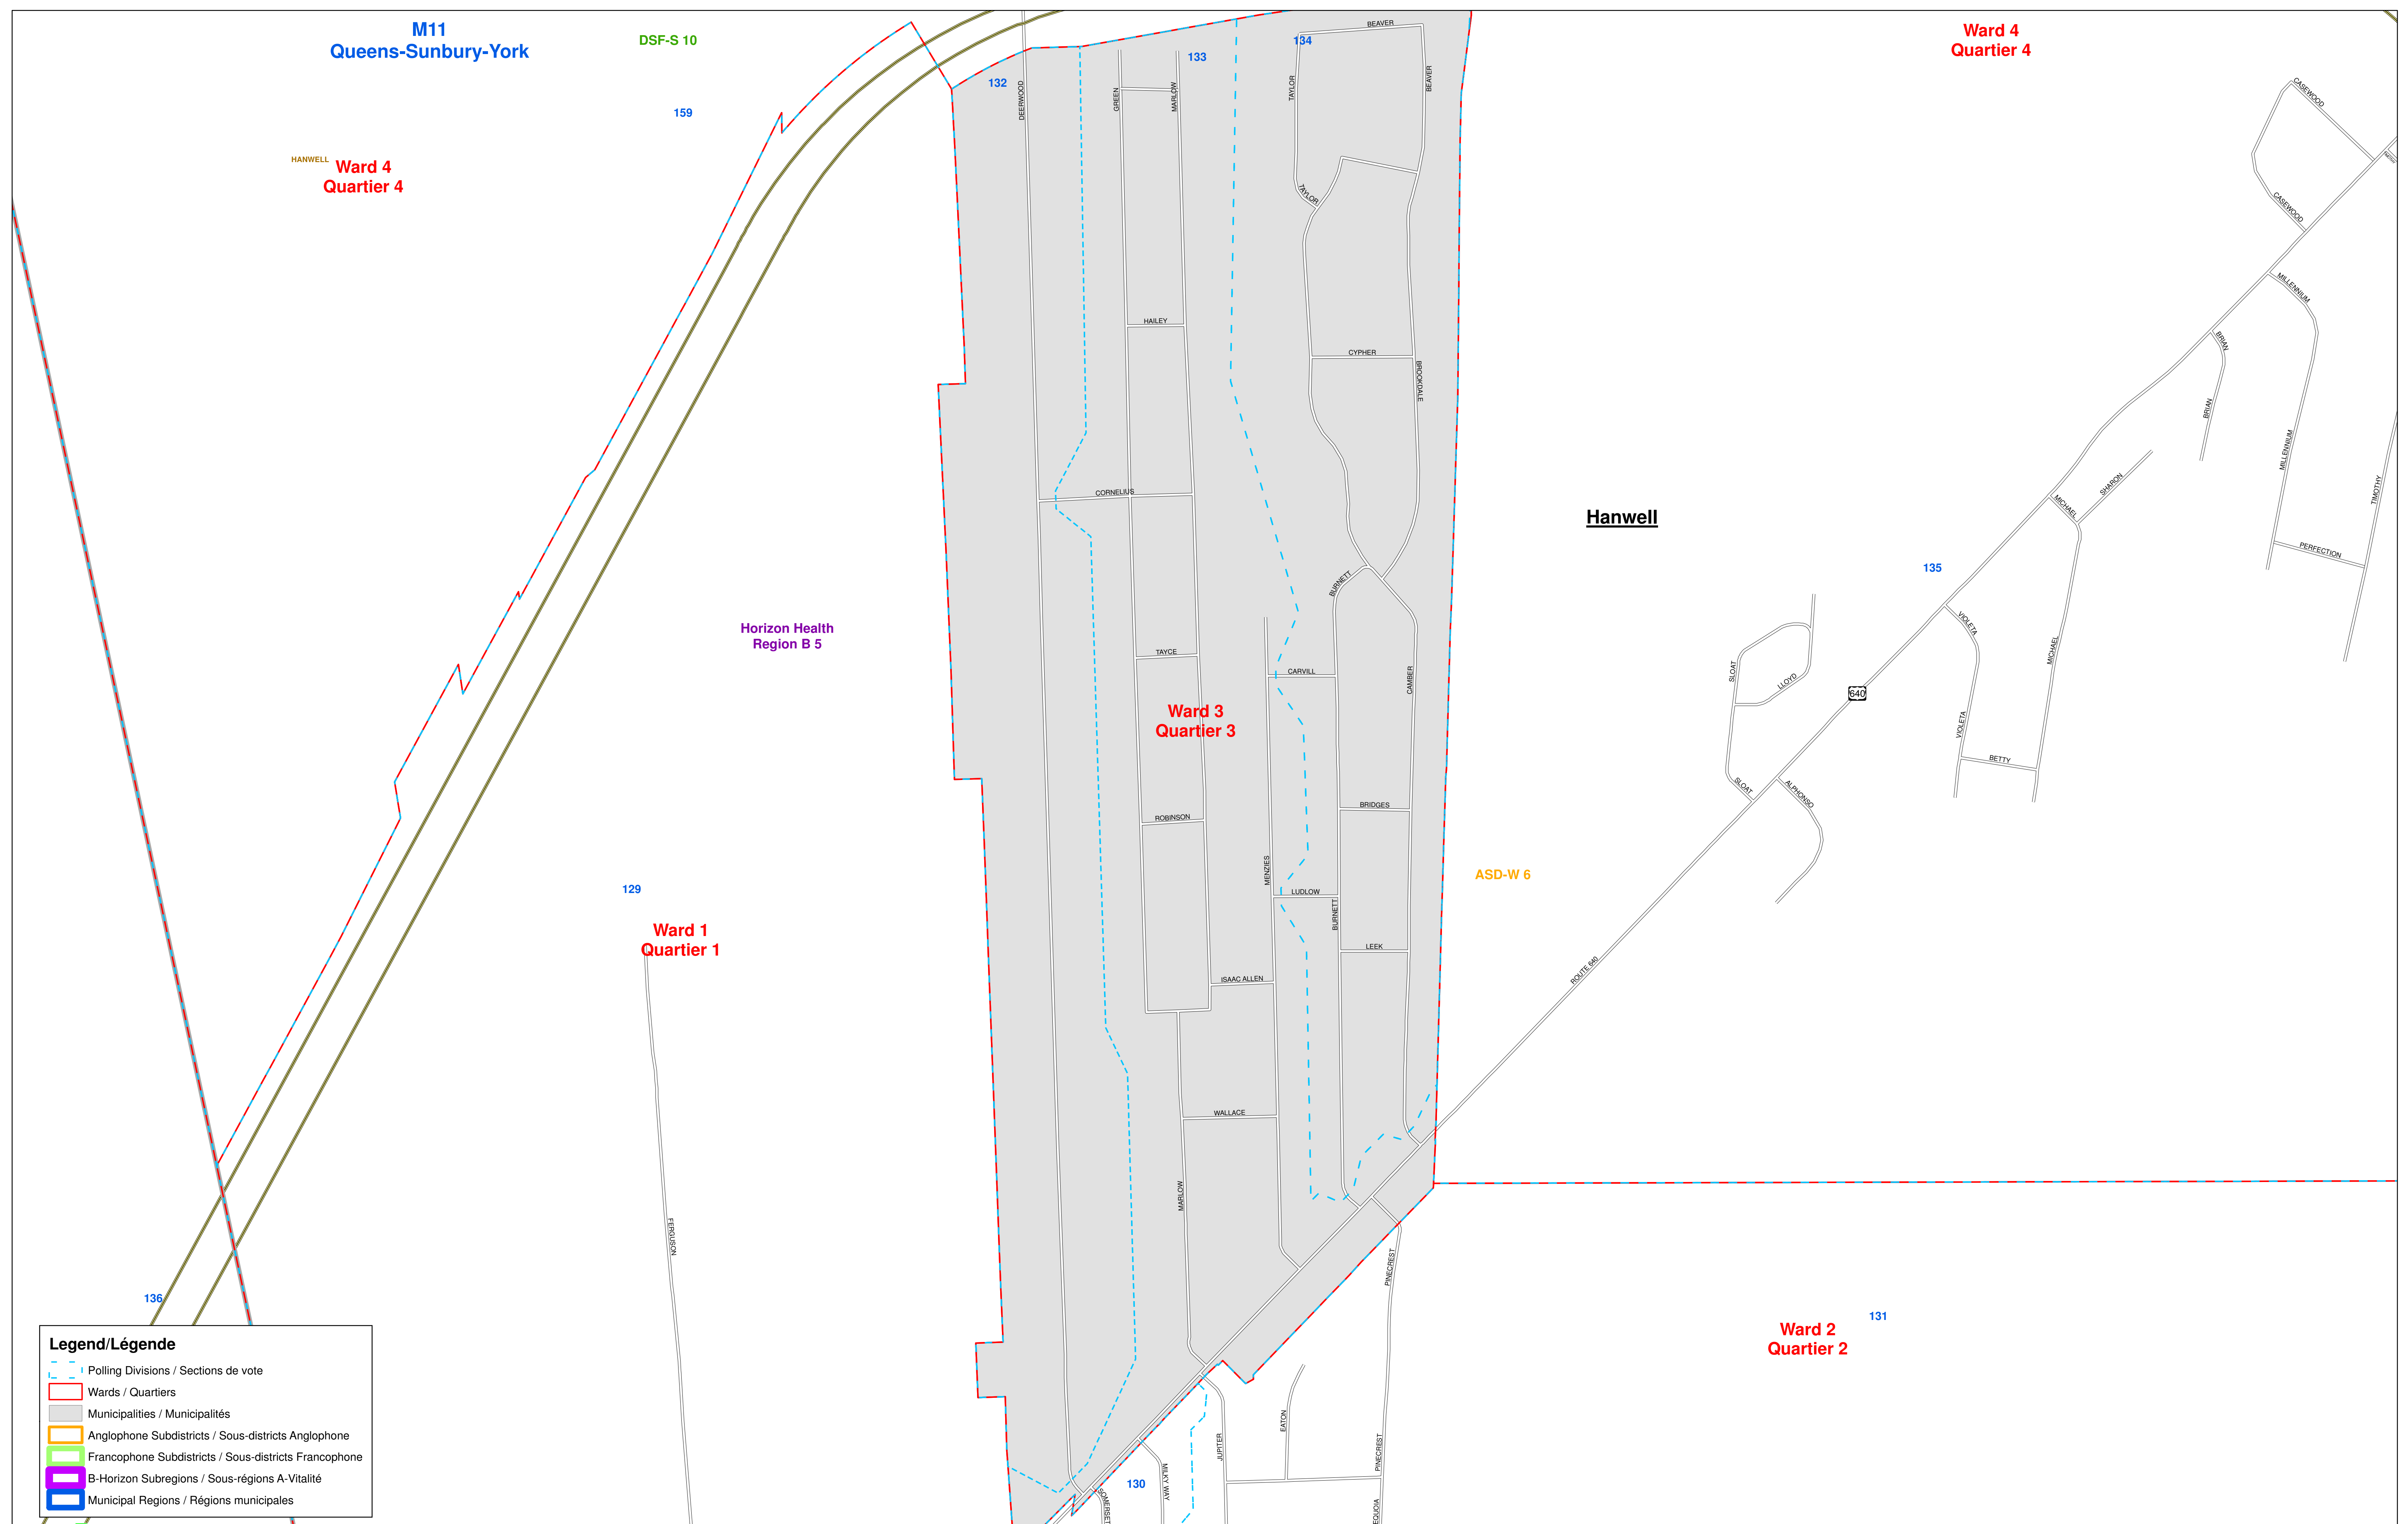 M11
Queens-Sunbury-York
DSF-S 10
Ward 4
Quartier 4
BEAVER
134
133
132
159
DEERWOOD
GREEN
MARLOW
TAYLOR
BEAVER
CASEWOOD
HANWELL
Ward 4
Quartier 4
TAYLOR
CASEWOOD
MILLENNIUM
HAILEY
BRIAN
CYPHER
BROOKDALE
BRIAN
MILLENNIUM
TIMOTHY
CORNELIUS
SHARON
MICHAEL
Hanwell
PERFECTION
135
BURNETT
VIOLETA
Horizon Health
Region B 5
TAYCE
CARVILL
CAMBER
SLOAT
LLOYD
MICHAEL
640
Ward 3
Quartier 3
VIOLETA
BETTY
SLOAT
ALPHONSO
BRIDGES
ROBINSON
MENZIES
ASD-W 6
129
LUDLOW
BURNETT
Ward 1
Quartier 1
LEEK
ROUTE 640
ISAAC ALLEN
WALLACE
MARLOW
FERGUSON
PINECREST
136
131
Ward 2
Quartier 2
EATON
JUPITER
PINECREST
130
MILKY WAY
SOMERSET
EQUOIA
Legend/Légende
Polling Divisions / Sections de vote
Wards / Quartiers
Municipalities / Municipalités
Anglophone Subdistricts / Sous-districts Anglophone
Francophone Subdistricts / Sous-districts Francophone
B-Horizon Subregions / Sous-régions A-Vitalité
Municipal Regions / Régions municipales